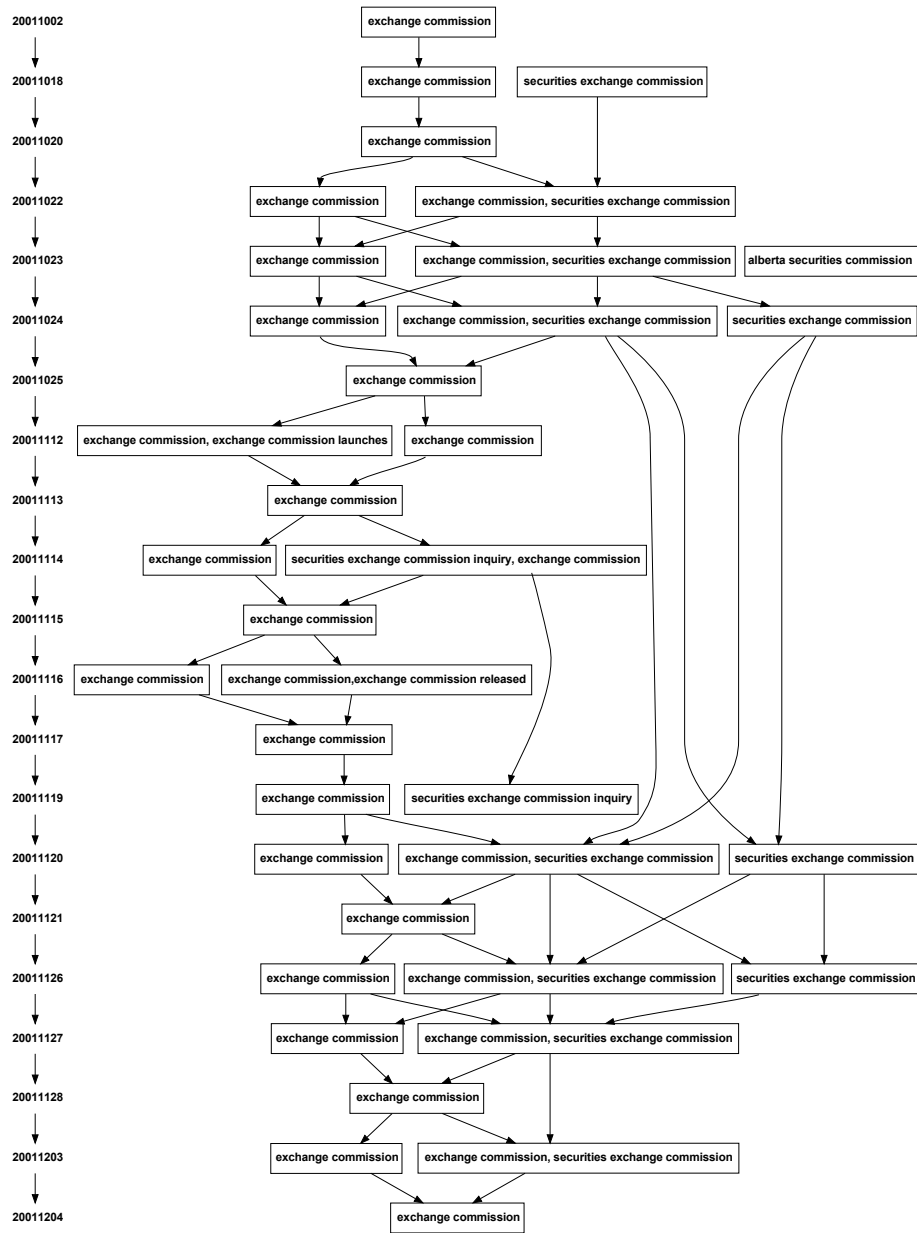 20011002
exchange commission
20011018
exchange commission
securities exchange commission
20011020
exchange commission
20011022
exchange commission
exchange commission, securities exchange commission
20011023
exchange commission
exchange commission, securities exchange commission
alberta securities commission
20011024
exchange commission
exchange commission, securities exchange commission
securities exchange commission
20011025
exchange commission
20011112
exchange commission, exchange commission launches
exchange commission
20011113
exchange commission
20011114
exchange commission
securities exchange commission inquiry, exchange commission
20011115
exchange commission
20011116
exchange commission
exchange commission,exchange commission released
20011117
exchange commission
20011119
exchange commission
securities exchange commission inquiry
20011120
exchange commission
exchange commission, securities exchange commission
securities exchange commission
20011121
exchange commission
20011126
exchange commission
exchange commission, securities exchange commission
securities exchange commission
20011127
exchange commission
exchange commission, securities exchange commission
20011128
exchange commission
20011203
exchange commission
exchange commission, securities exchange commission
20011204
exchange commission